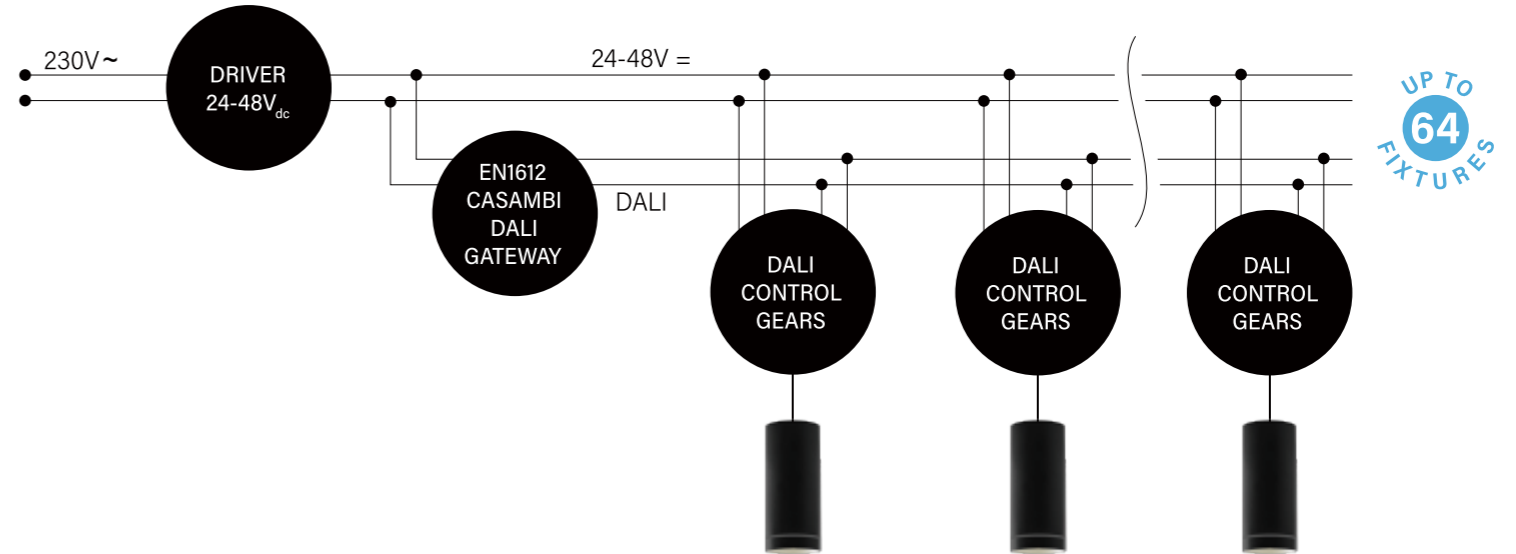 230V~
DRIVER
24-48Vdc
24-48V =
EN1612
CASAMBI
DALI
GATEWAY
DALI
DALI
CONTROL
GEARS
DALI
CONTROL
GEARS
DALI
CONTROL
GEARS
UP TO
64
FIXTURES